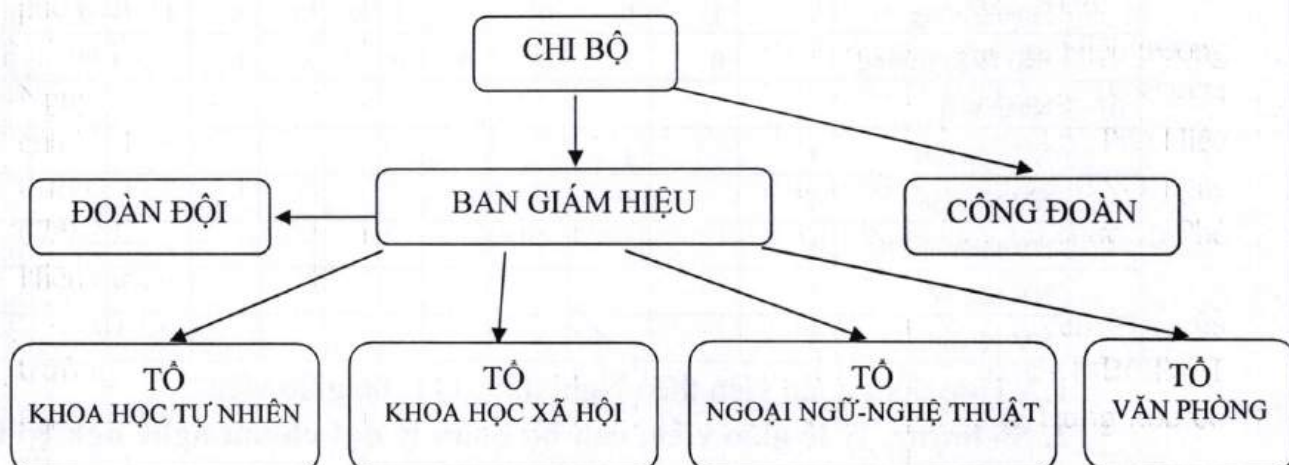 CHI BỘ
ĐOÀN ĐỘI
BAN GIÁM HIỆU
CÔNG ĐOÀN
TỔ
KHOA HỌC TỰ NHIÊN
TỔ
KHOA HỌC XÃ HỘI
TỔ
NGOẠI NGỮ-NGHỆ THUẬT
TỔ
VĂN PHÒNG